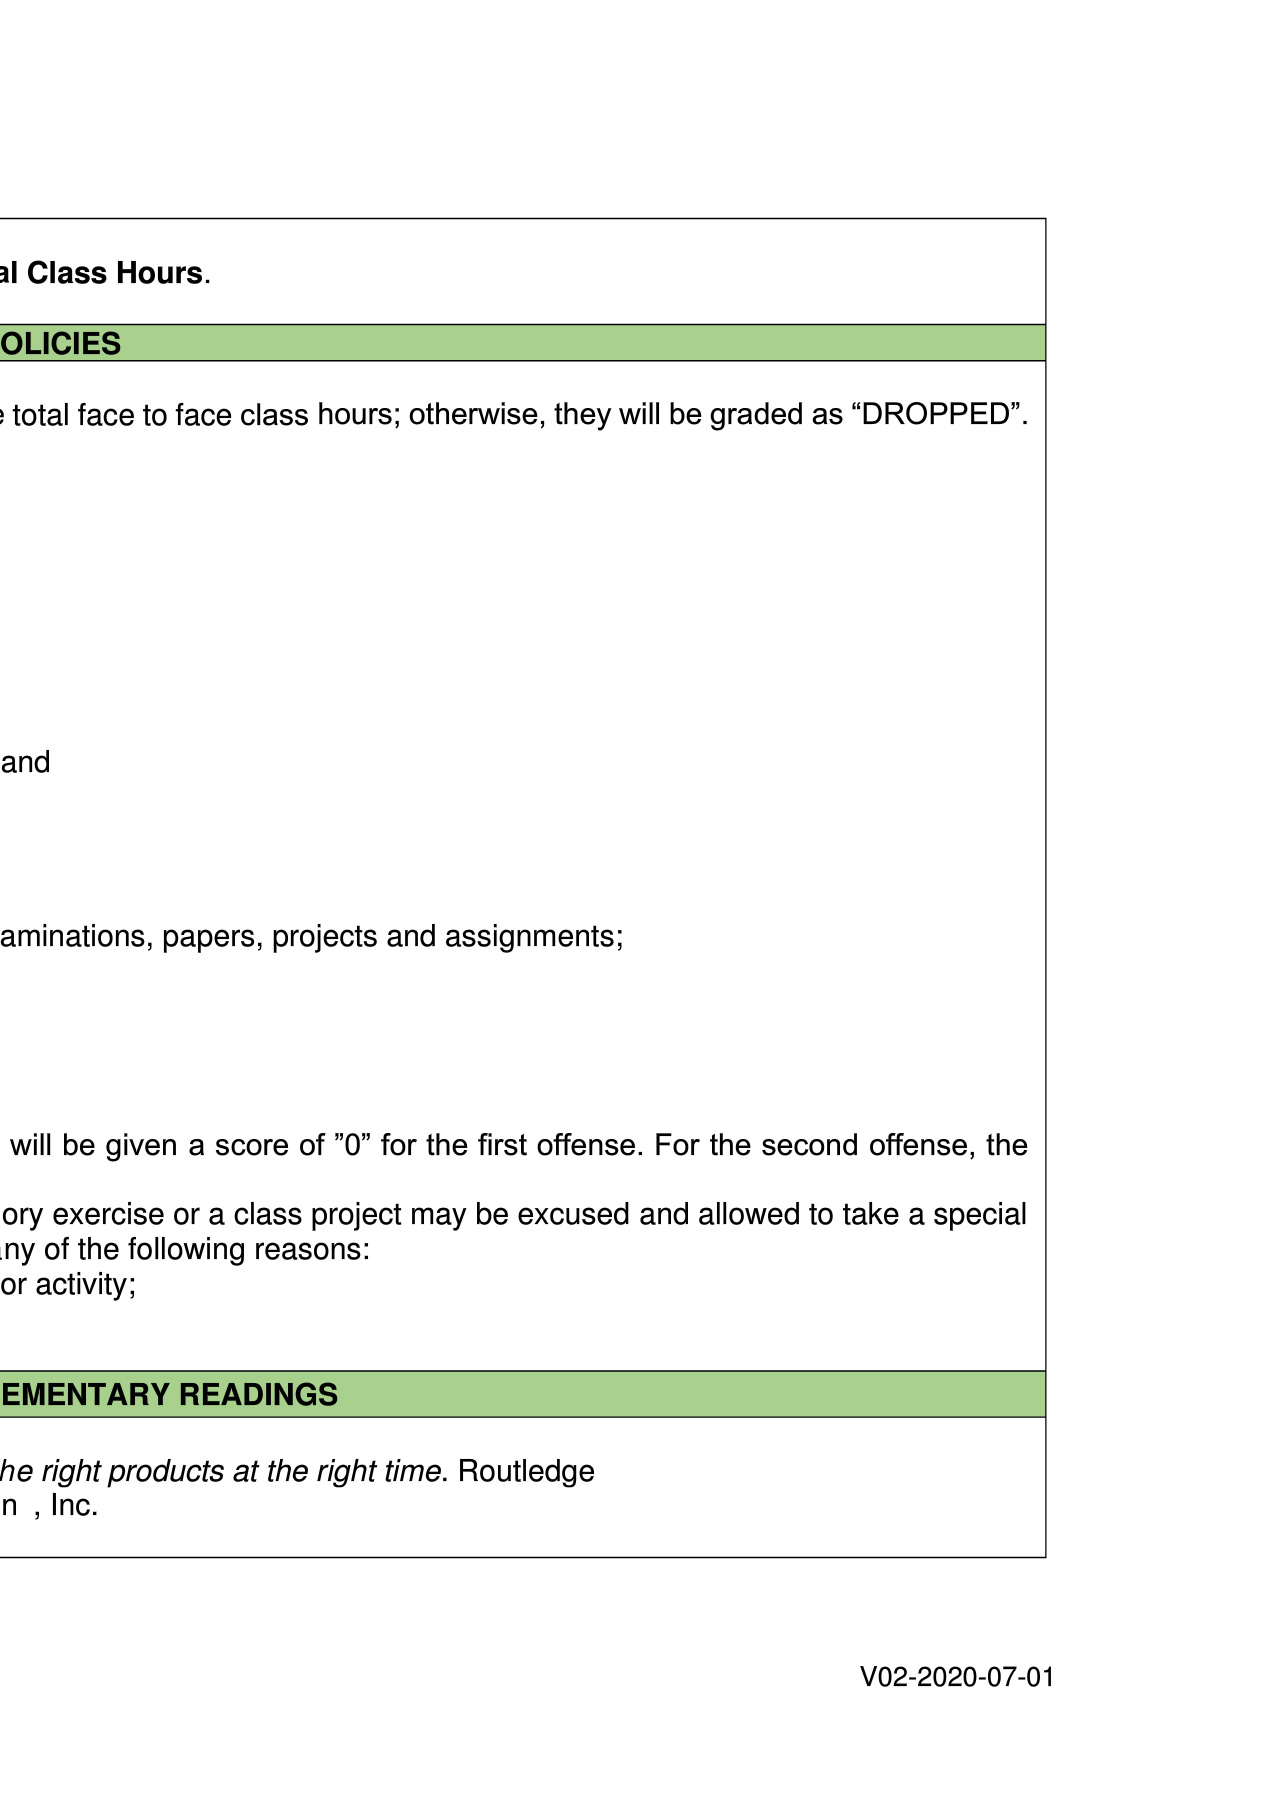 al Class Hours.
OLICIES
e total face to face class hours; otherwise, they will be graded as “DROPPED”.
and
aminations, papers, projects and assignments;
will be given a score of ”0” for the first offense. For the second offense, the
ory exercise or a class project may be excused and allowed to take a special
any of the following reasons:
or activity;
EMENTARY READINGS
he right products at the right time. Routledge
n , Inc.
V02-2020-07-01